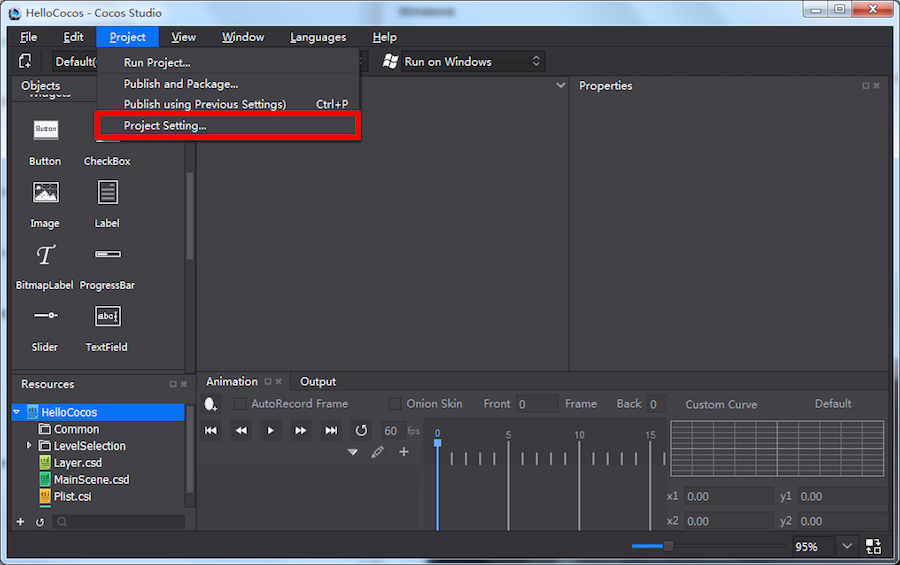 Windows
HelloCocos - Cocos Studio
File Edit Project View Window Languages Help
Default( Run on Windows
Run Project...
Publish and Package...
Publish using Previous Settings) Ctrl+P
Project Setting...
Objects
Widgets
Properties
Button
Button CheckBox
Image Label
T
BitmapLabel ProgressBar
abc
Slider TextField
Resources
HelloCocos
Common
LevelSelection
Layer.csd
MainScene.csd
Plist.csi
Animation Output
AutoRecord Frame Onion Skin Front 0 Frame Back 0 Custom Curve Default
60 fps
0 5 10 15
x1 0.00 y1 0.00
x2 0.00 y2 0.00
95%